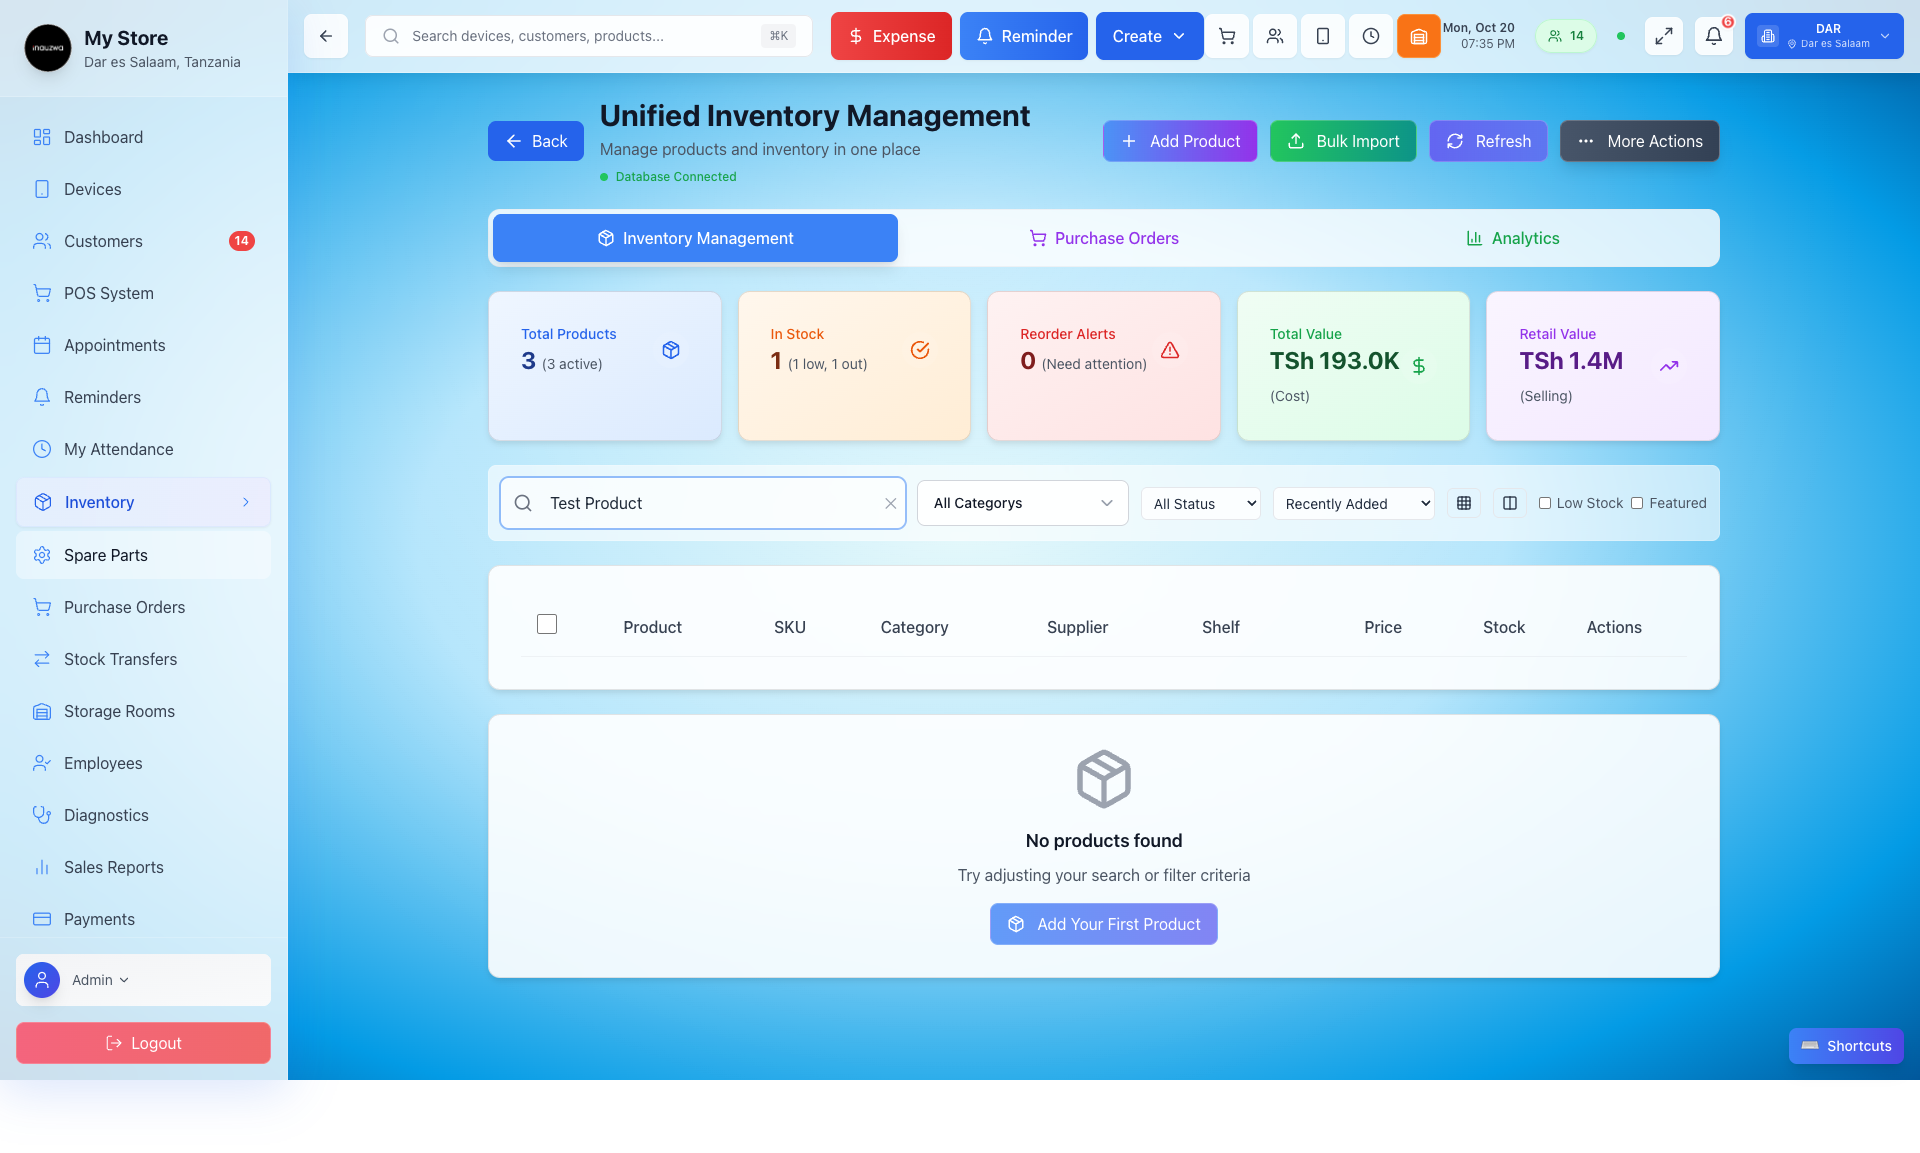 inauzwa
My Store
Dar es Salaam, Tanzania
Dashboard
Devices
Customers
14
POS System
Appointments
Reminders
My Attendance
Inventory
Spare Parts
Purchase Orders
Stock Transfers
Storage Rooms
Employees
Diagnostics
Sales Reports
Payments
Admin
Logout
Search devices, customers, products...
⌘K
Expense
Reminder
Create
Mon, Oct 20
07:35 PM
14
6
DAR
Dar es Salaam
Back
Unified Inventory Management
Manage products and inventory in one place
Database Connected
Add Product
Bulk Import
Refresh
More Actions
Inventory Management
Purchase Orders
Analytics
Total Products
3 (3 active)
In Stock
1 (1 low, 1 out)
Reorder Alerts
0 (Need attention)
Total Value
TSh 193.0K
(Cost)
Retail Value
TSh 1.4M
(Selling)
Test Product
All Categorys
All Status
Recently Added
Low Stock
Featured
Product SKU Category Supplier Shelf Price Stock Actions
No products found
Try adjusting your search or filter criteria
Add Your First Product
Shortcuts